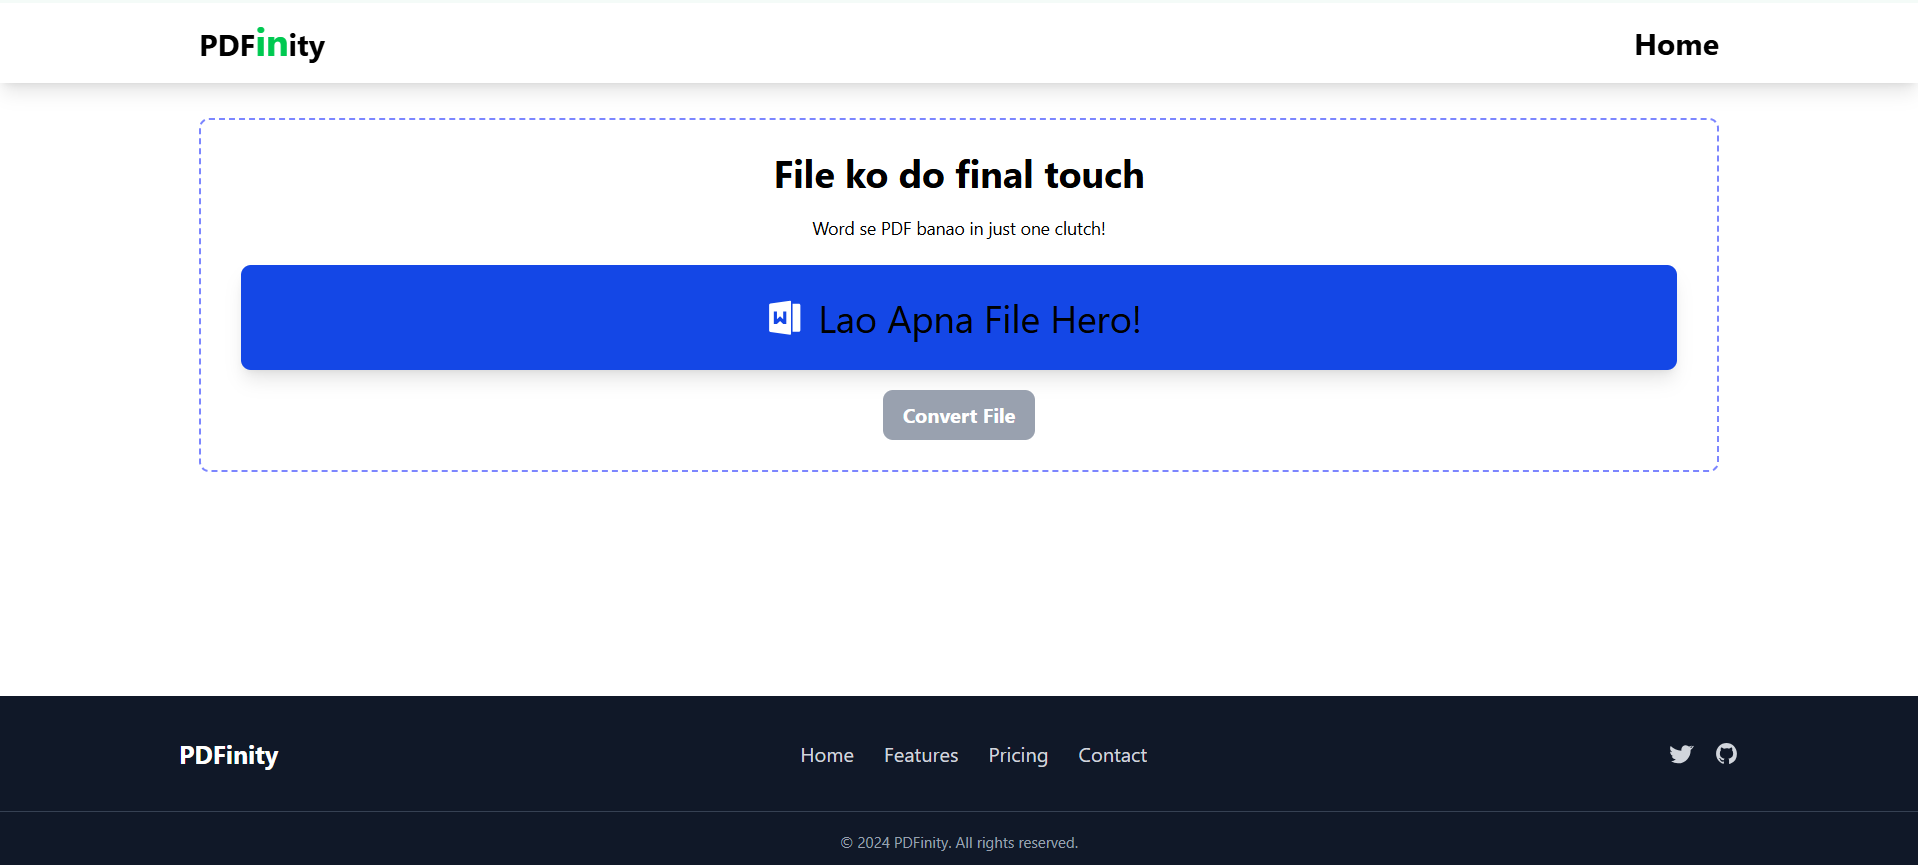 PDFinity Home
File ko do final touch
Word se PDF banao in just one clutch!
W Lao Apna File Hero!
Convert File
PDFinity Home Features Pricing Contact
© 2024 PDFinity. All rights reserved.